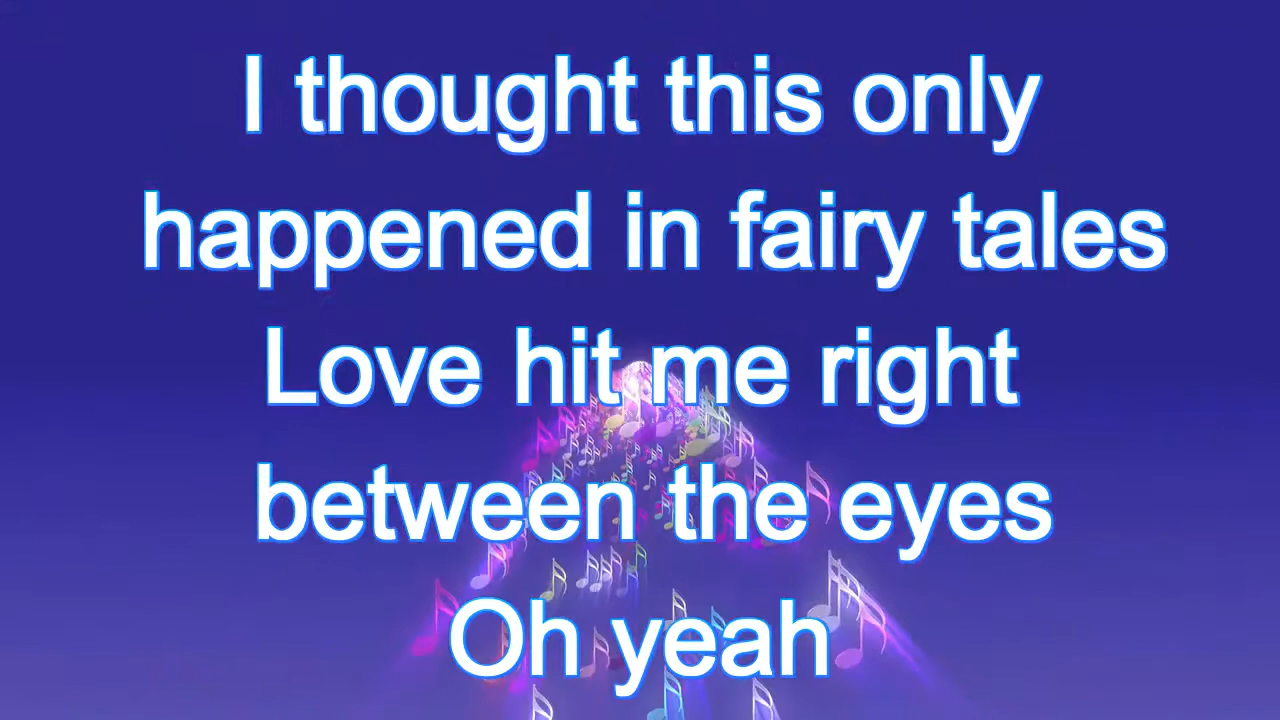 I thought this only
happened in fairy tales
Love hit me right
between the eyes
Oh yeah